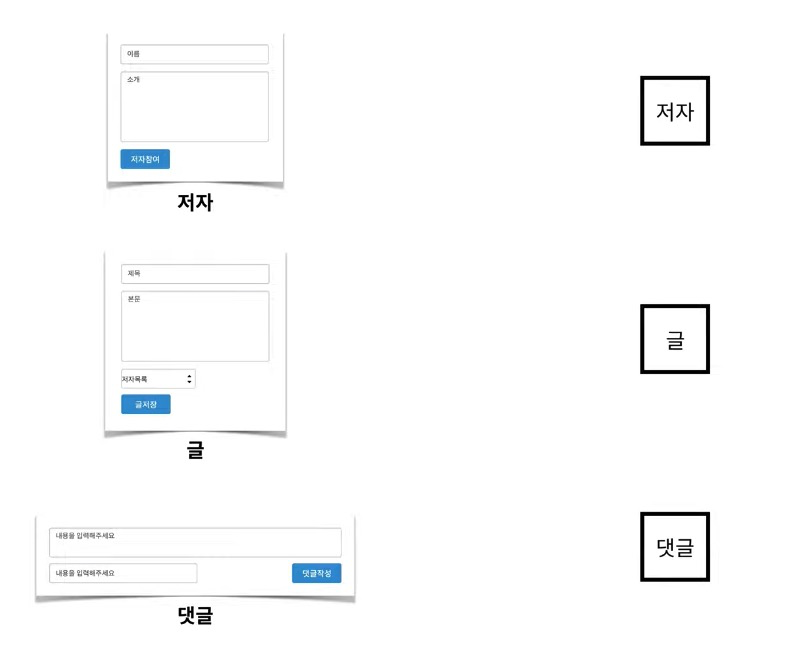 이름
소개
저자참여
저자
저자
제목
본문
저자목록
글저장
글
글
내용을 입력해주세요
내용을 입력해주세요
댓글작성
댓글
댓글